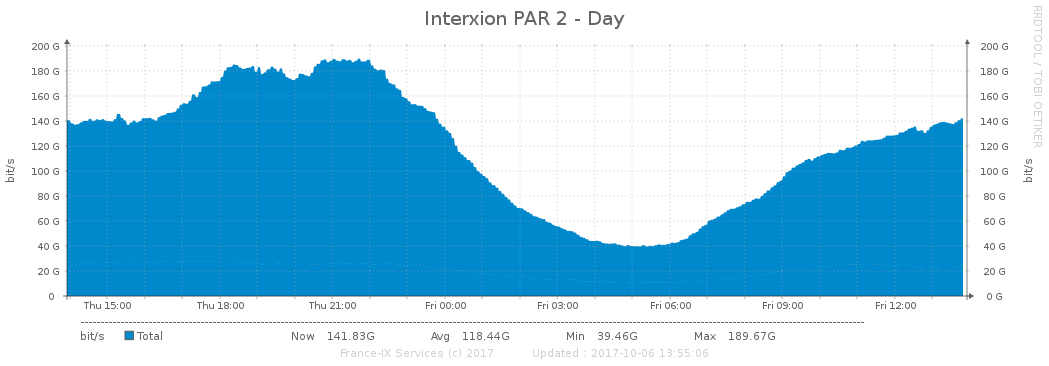 Interxion PAR 2 - Day
RRDTOOL / TOBI OETIKER
200 G 200 G
180 G 180 G
160 G 160 G
140 G 140 G
120 G 120 G
100 G 100 G
80 G 80 G
60 G 60 G
40 G 40 G
20 G 20 G
0 0 G
bit/s bit/s
Thu 15:00 Thu 18:00 Thu 21:00 Fri 00:00 Fri 03:00 Fri 06:00 Fri 09:00 Fri 12:00
bit/s Total Now 141.83G Avg 118.44G Min 39.46G Max 189.67G
France-IX Services (c) 2017 Updated : 2017-10-06 13:55:06